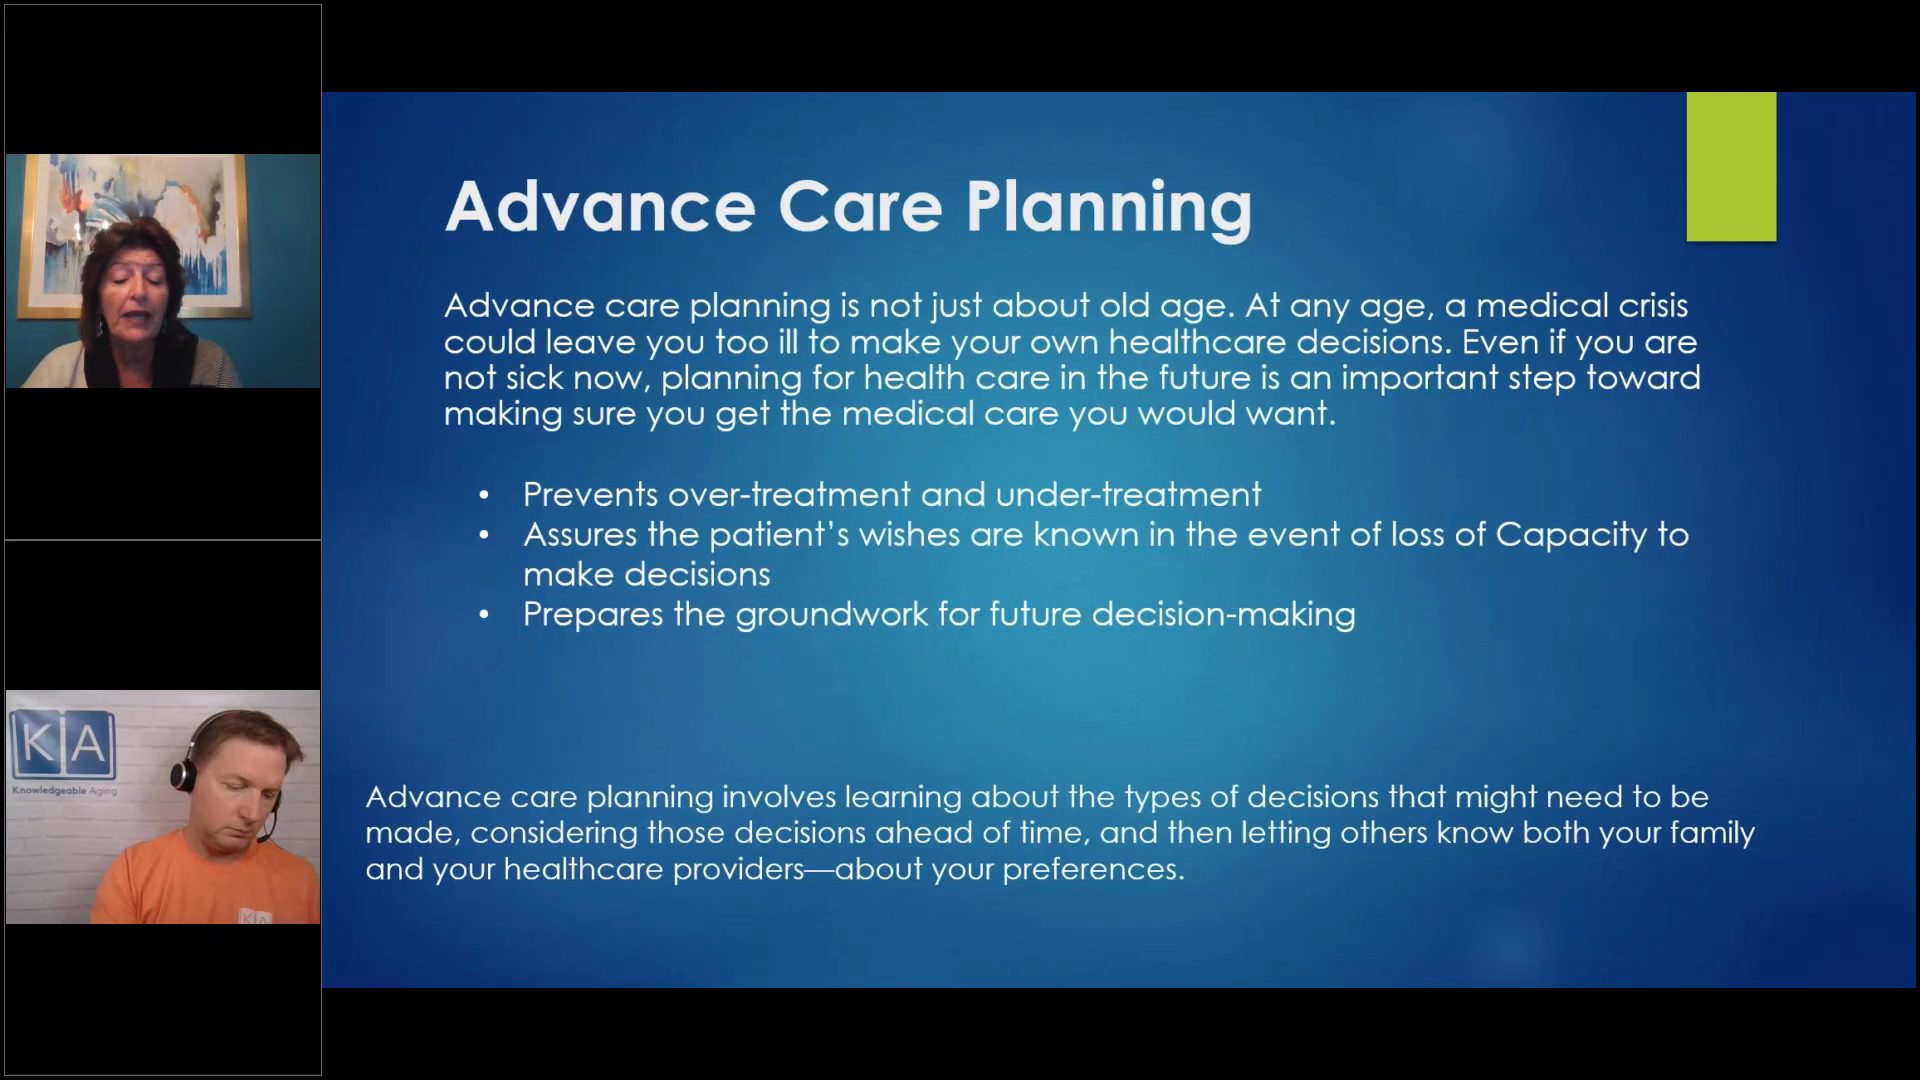 Advance Care Planning
Advance care planning is not just about old age. At any age, a medical crisis
could leave you too ill to make your own healthcare decisions. Even if you are
not sick now, planning for health care in the future is an important step toward
making sure you get the medical care you would want.
• Prevents over-treatment and under-treatment
• Assures the patient’s wishes are known in the event of loss of Capacity to
make decisions
• Prepares the groundwork for future decision-making
Advance care planning involves learning about the types of decisions that might need to be
made, considering those decisions ahead of time, and then letting others know both your family
and your healthcare providers—about your preferences.
KA
Knowledgeable Aging
KA